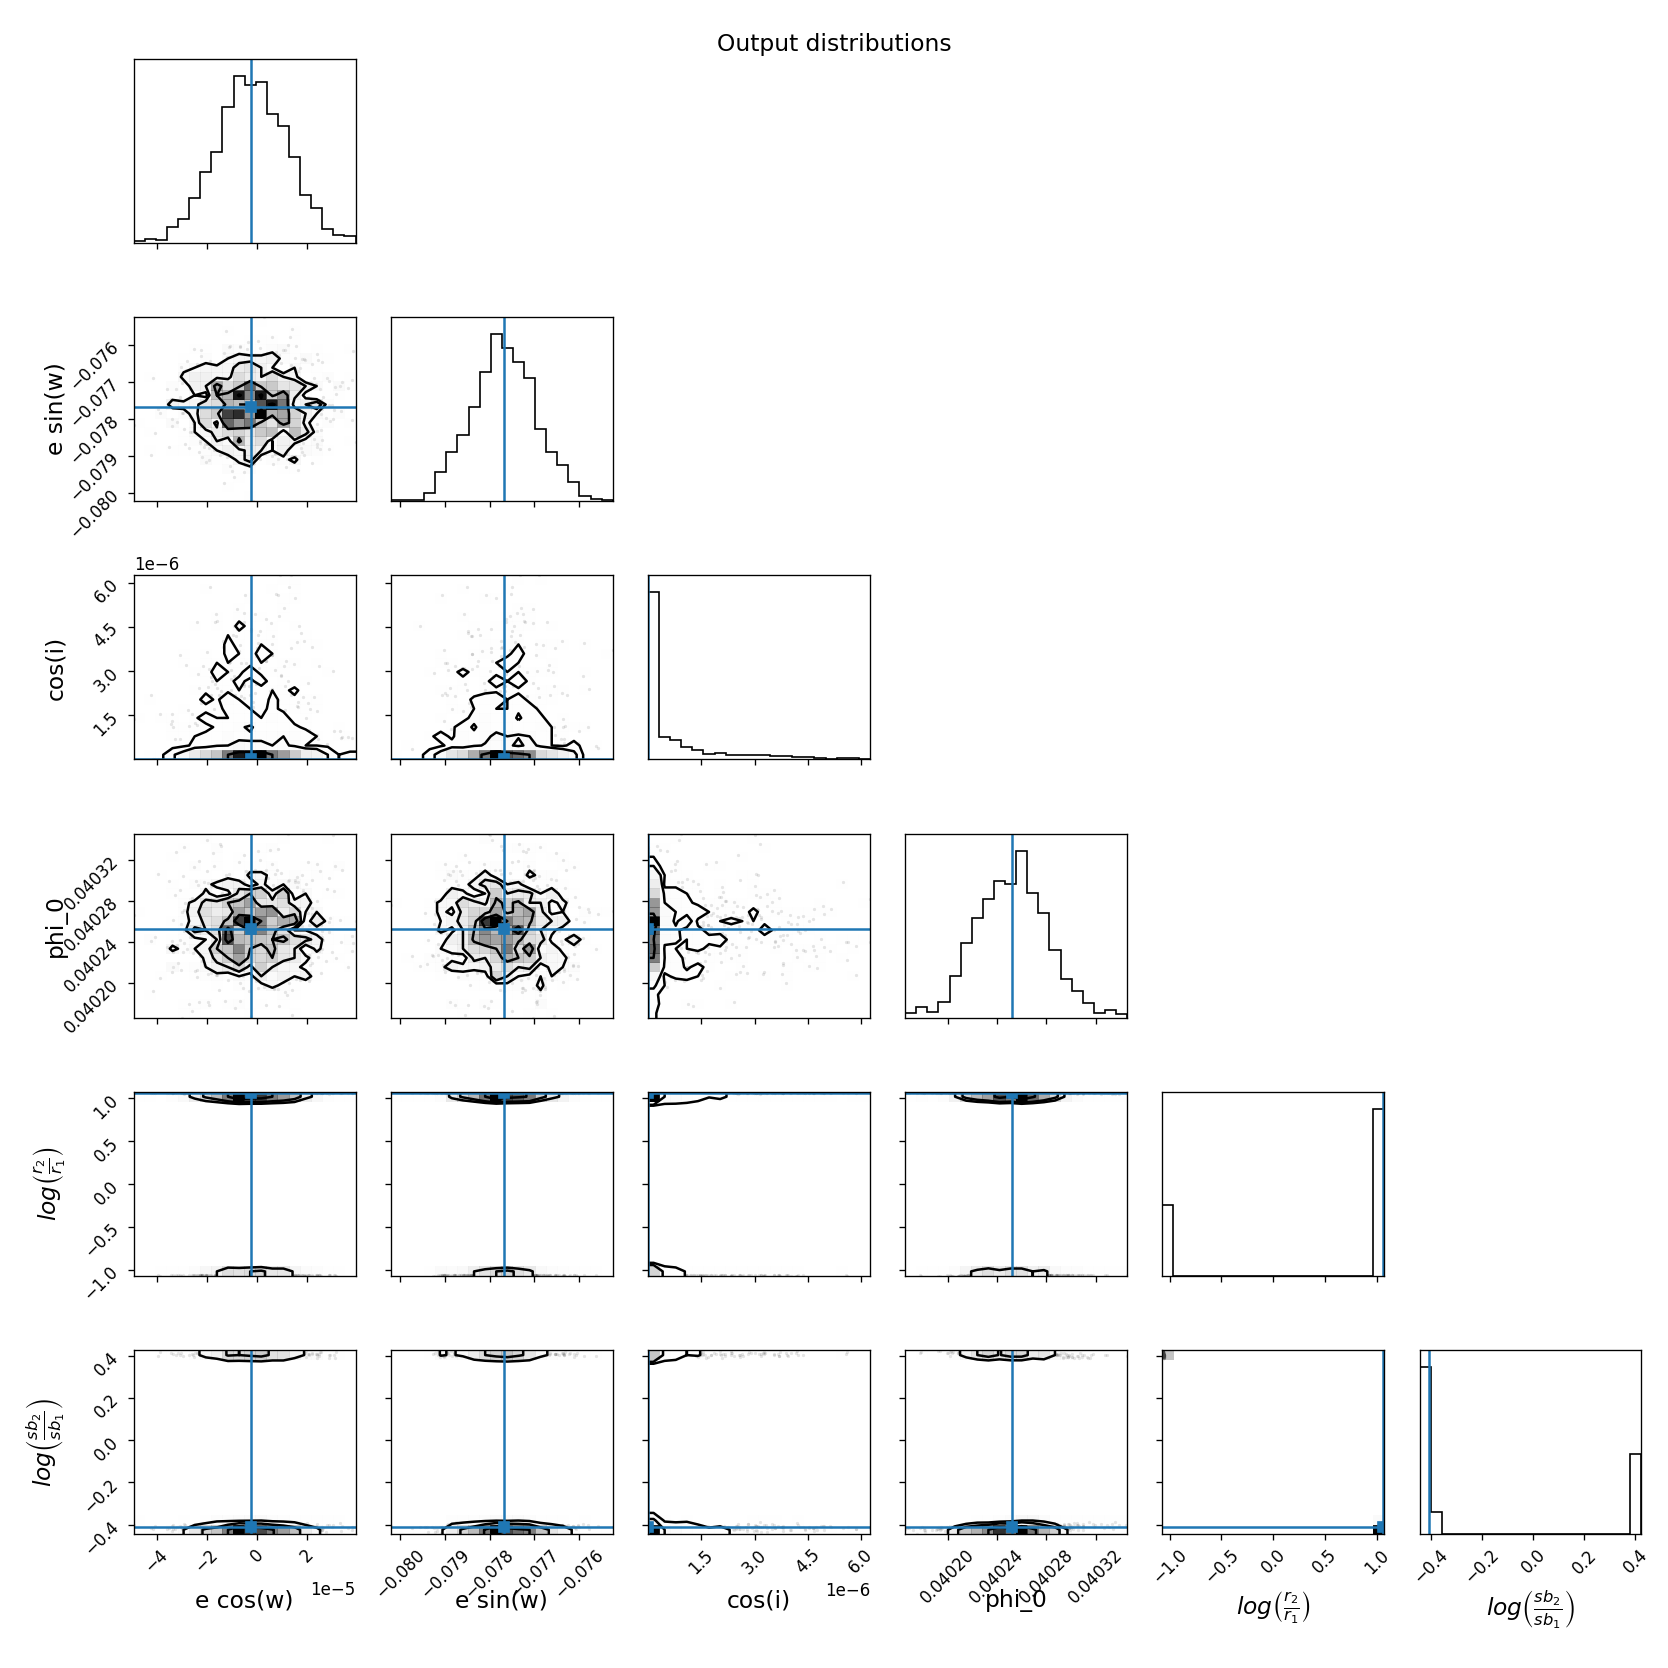 Output distributions
e sin(w)
−0.076
−0.077
−0.078
−0.079
−0.080
1e−6
cos(i)
6.0
4.5
3.0
1.5
phi_0
0.04032
0.04028
0.04024
0.04020
log(r₂/r₁)
1.0
0.5
0.0
−0.5
−1.0
log(sb₂/sb₁)
0.4
0.2
0.0
−0.2
−0.4
−4 −2 0 2 −0.080 −0.079 −0.078 −0.077 −0.076 1.5 3.0 4.5 6.0 0.04020 0.04024 0.04028 0.04032 −1.0 −0.5 0.0 0.5 1.0 −0.4 −0.2 0.0 0.2 0.4
1e−5 1e−6
e cos(w) e sin(w) cos(i) phi_0 log(r₂/r₁) log(sb₂/sb₁)